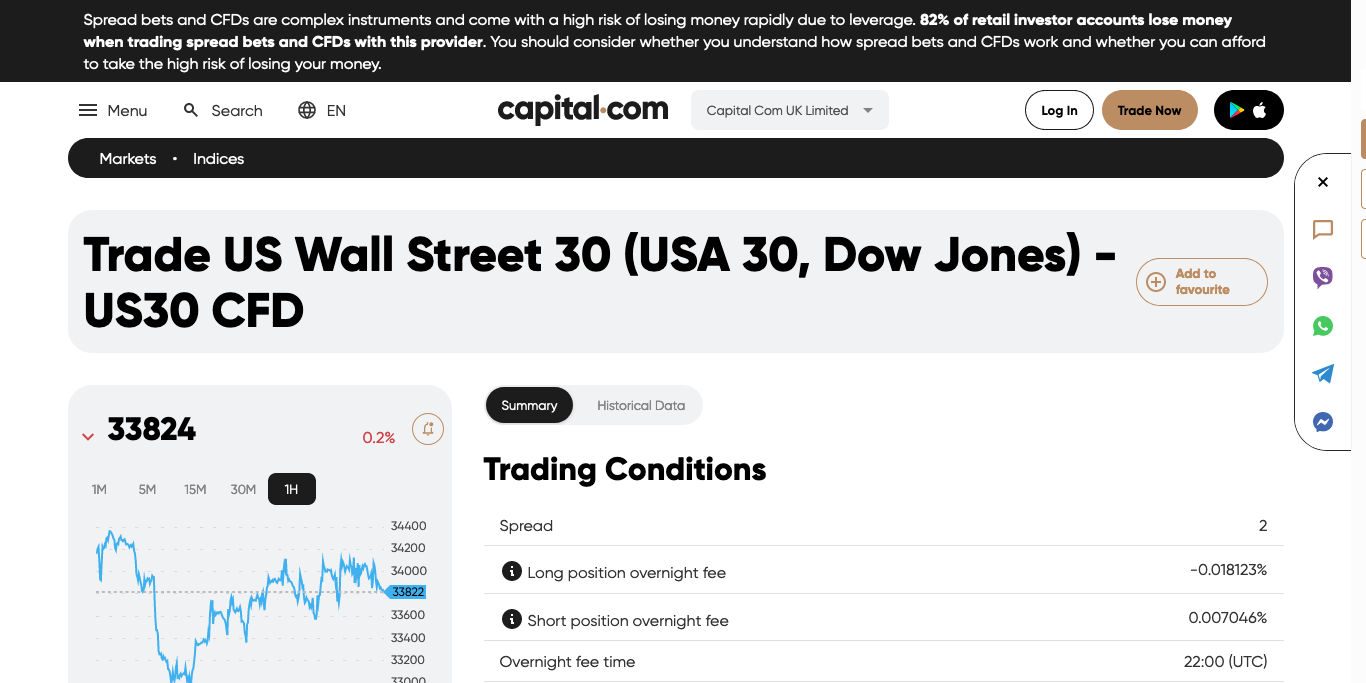 Spread bets and CFDs are complex instruments and come with a high risk of losing money rapidly due to leverage. 82% of retail investor accounts lose money
when trading spread bets and CFDs with this provider. You should consider whether you understand how spread bets and CFDs work and whether you can afford
to take the high risk of losing your money.
Menu
Search
EN
capital.com
Capital Com UK Limited
Log In
Trade Now
Markets • Indices
Trade US Wall Street 30 (USA 30, Dow Jones) -
US30 CFD
Add to
favourite
33824
0.2%
1M 5M 15M 30M 1H
34400
34200
34000
33822
33600
33400
33200
33000
Summary
Historical Data
Trading Conditions
Spread 2
Long position overnight fee -0.018123%
Short position overnight fee 0.007046%
Overnight fee time 22:00 (UTC)